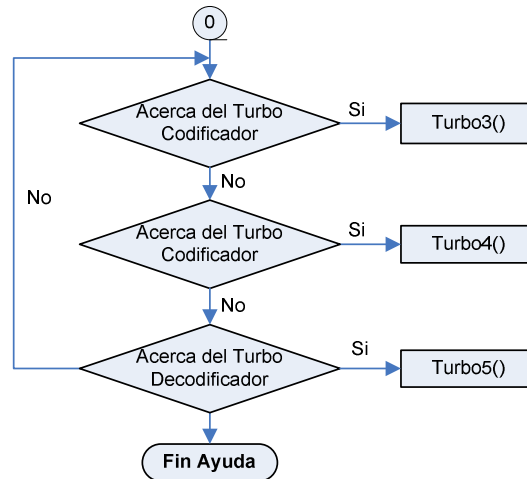 0
Acerca del Turbo
Codificador
Si
Turbo3()
No
No
Acerca del Turbo
Codificador
Si
Turbo4()
No
Acerca del Turbo
Decodificador
Si
Turbo5()
Fin Ayuda